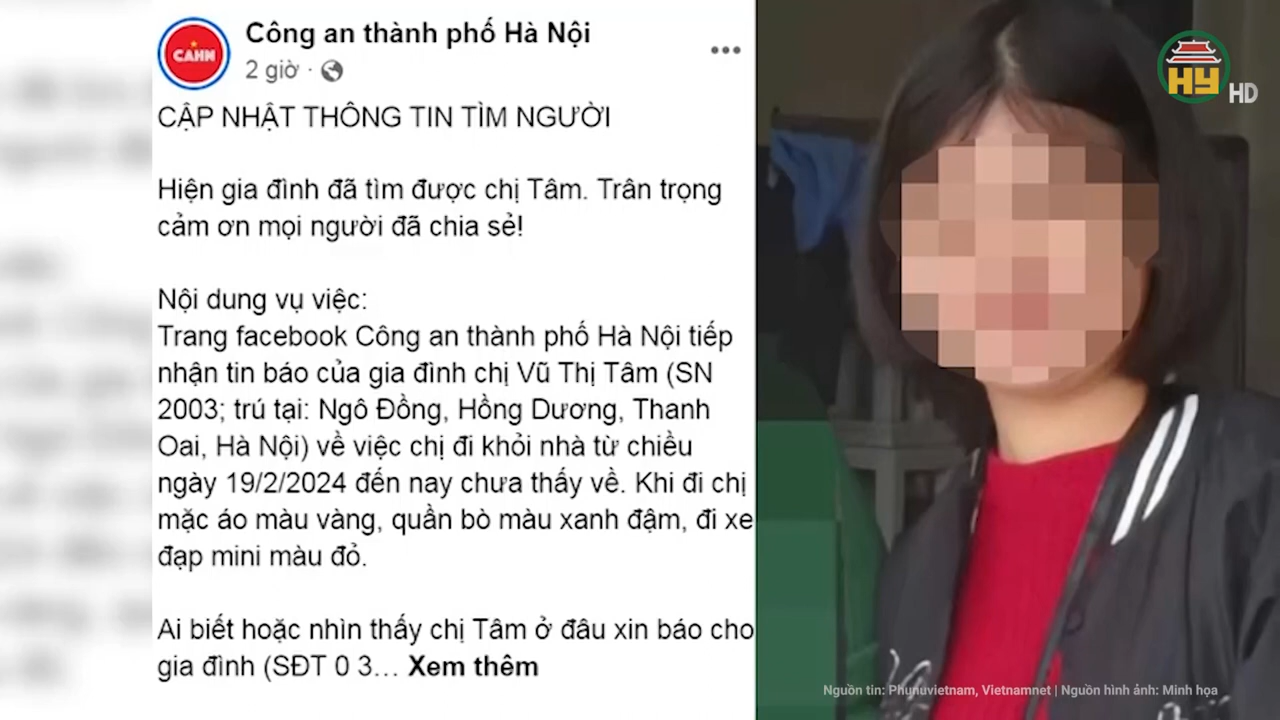 CAHN
Công an thành phố Hà Nội
2 giờ ·
CẬP NHẬT THÔNG TIN TÌM NGƯỜI
Hiện gia đình đã tìm được chị Tâm. Trân trọng
cảm ơn mọi người đã chia sẻ!
Nội dung vụ việc:
Trang facebook Công an thành phố Hà Nội tiếp
nhận tin báo của gia đình chị Vũ Thị Tâm (SN
2003; trú tại: Ngô Đồng, Hồng Dương, Thanh
Oai, Hà Nội) về việc chị đi khỏi nhà từ chiều
ngày 19/2/2024 đến nay chưa thấy về. Khi đi chị
mặc áo màu vàng, quần bò màu xanh đậm, đi xe
đạp mini màu đỏ.
Ai biết hoặc nhìn thấy chị Tâm ở đâu xin báo cho
gia đình (SĐT 0 3... Xem thêm
HY HD
Nguồn tin: Phunuvietnam, Vietnamnet | Nguồn hình ảnh: Minh họa